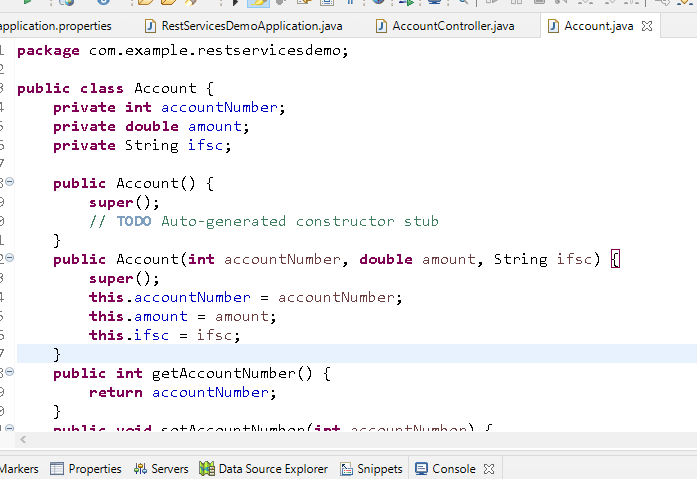 application.properties RestServicesDemoApplication.java AccountController.java Account.java
package com.example.restservicesdemo;
public class Account {
private int accountNumber;
private double amount;
private String ifsc;
public Account() {
super();
// TODO Auto-generated constructor stub
}
public Account(int accountNumber, double amount, String ifsc) {
super();
this.accountNumber = accountNumber;
this.amount = amount;
this.ifsc = ifsc;
}
public int getAccountNumber() {
return accountNumber;
}
public void setAccountNumber(int accountNumber) {
Markers Properties Servers Data Source Explorer Snippets Console